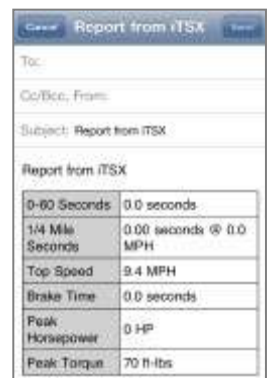 Cancel Report from iTSX Send
To:
Cc/Bcc, From:
Subject: Report from iTSX
Report from iTSX
0-60 Seconds 0.0 seconds
1/4 Mile 0.00 seconds @ 0.0
Seconds MPH
Top Speed 9.4 MPH
Brake Time 0.0 seconds
Peak
Horsepower 0 HP
Peak Torque 70 ft-lbs